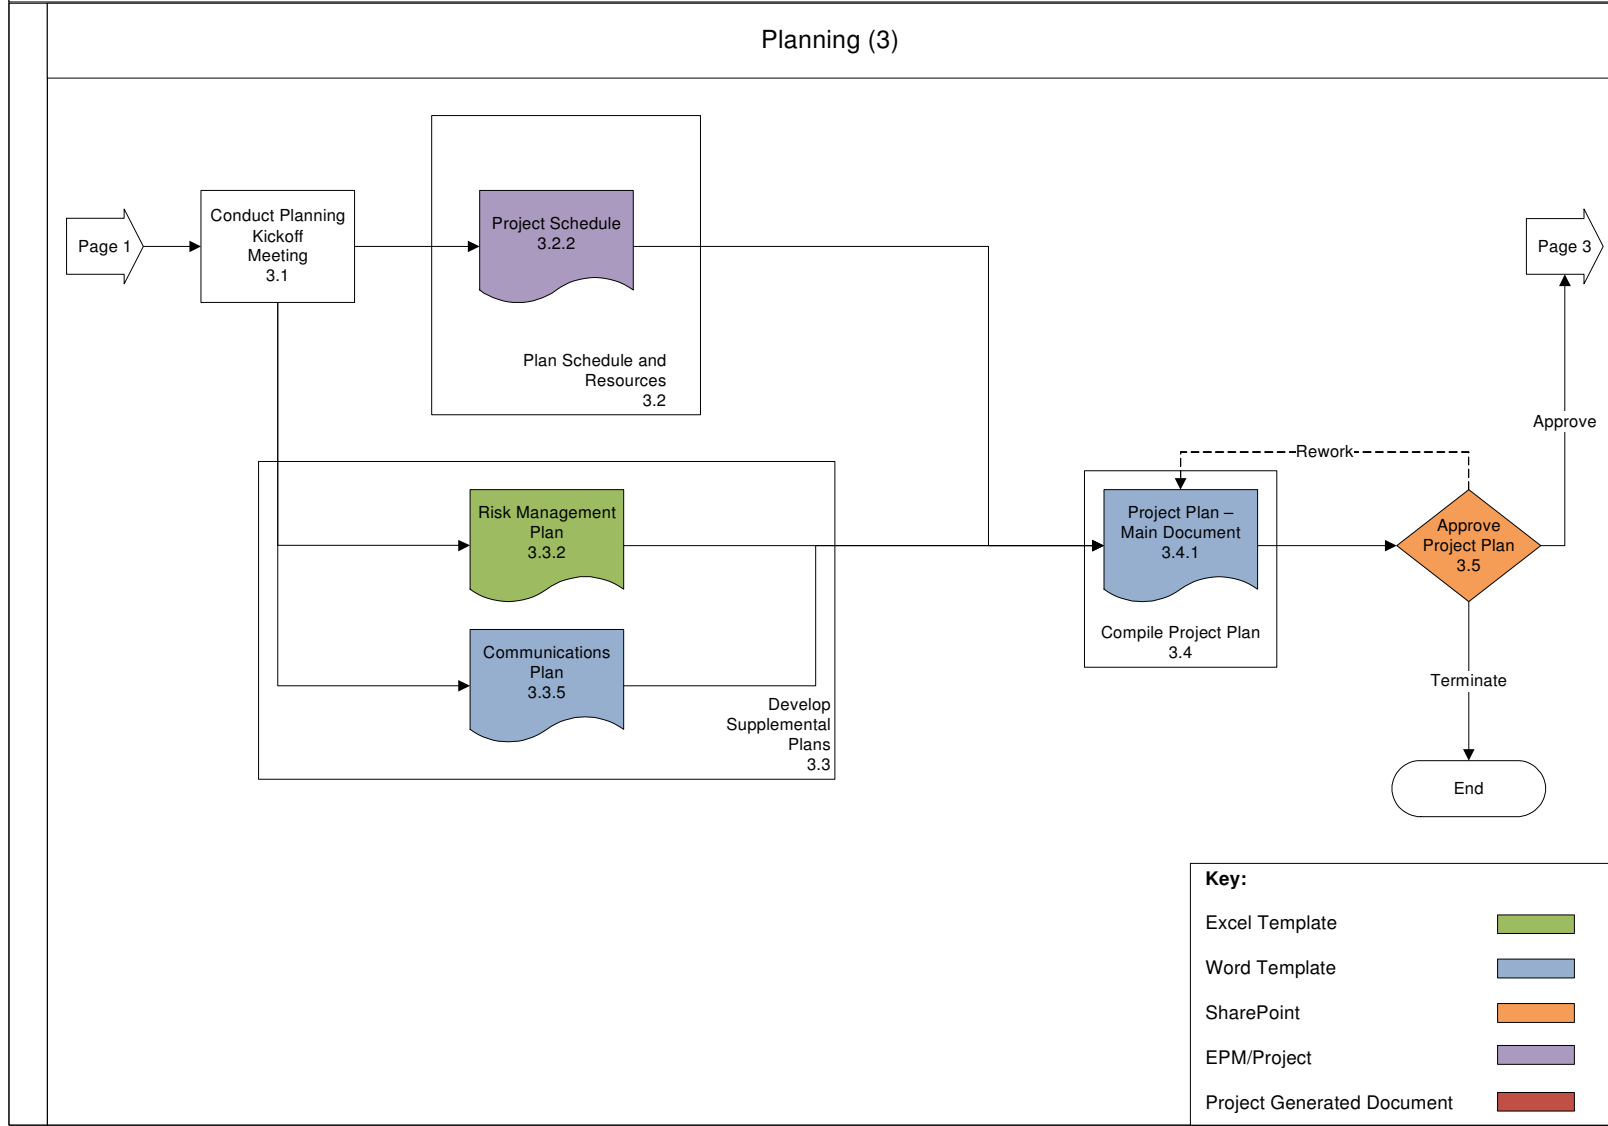 Planning (3)
Page 1
Conduct Planning
Kickoff
Meeting
3.1
Project Schedule
3.2.2
Plan Schedule and
Resources
3.2
Page 3
Approve
Rework
Risk Management
Plan
3.3.2
Communications
Plan
3.3.5
Develop
Supplemental
Plans
3.3
Project Plan –
Main Document
3.4.1
Compile Project Plan
3.4
Approve
Project Plan
3.5
Terminate
End
Key:
Excel Template
Word Template
SharePoint
EPM/Project
Project Generated Document